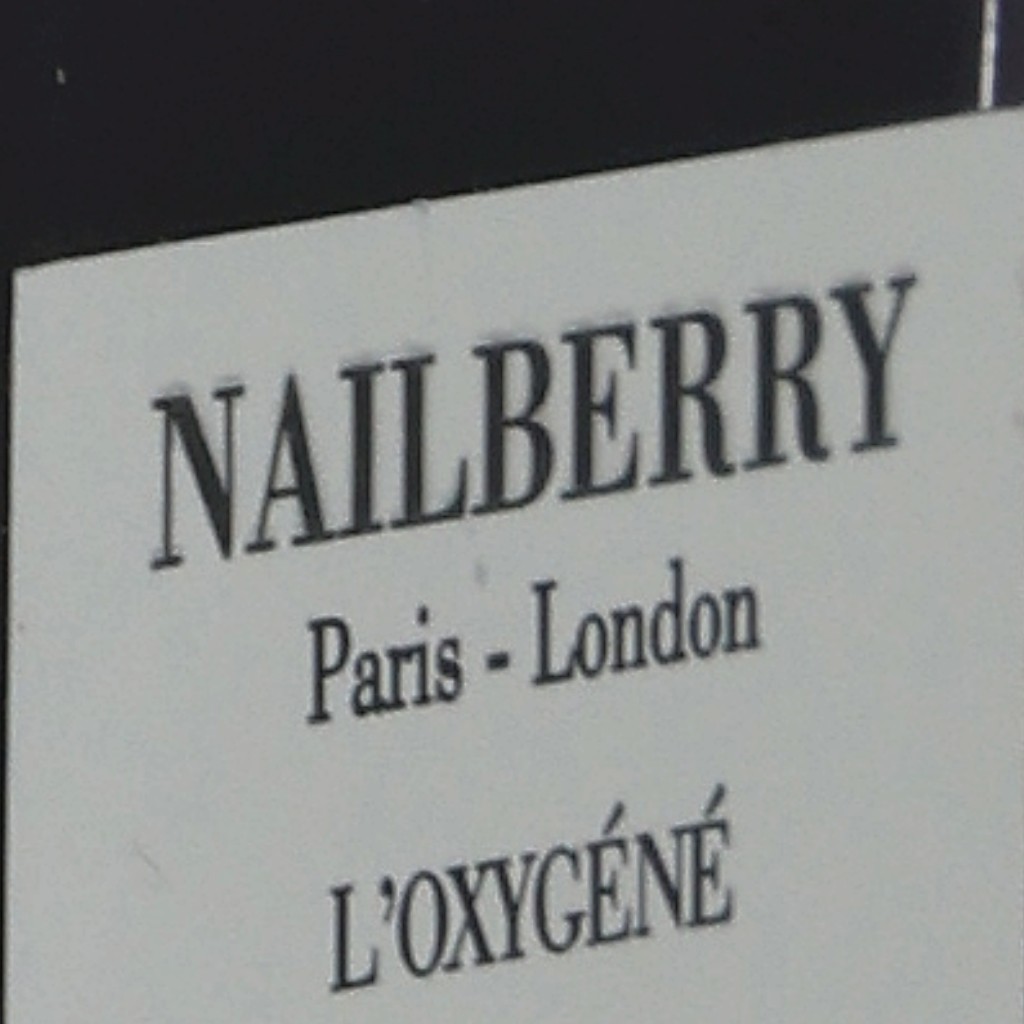 NAILBERRY
Paris - London
L'OXYGÉNÉ